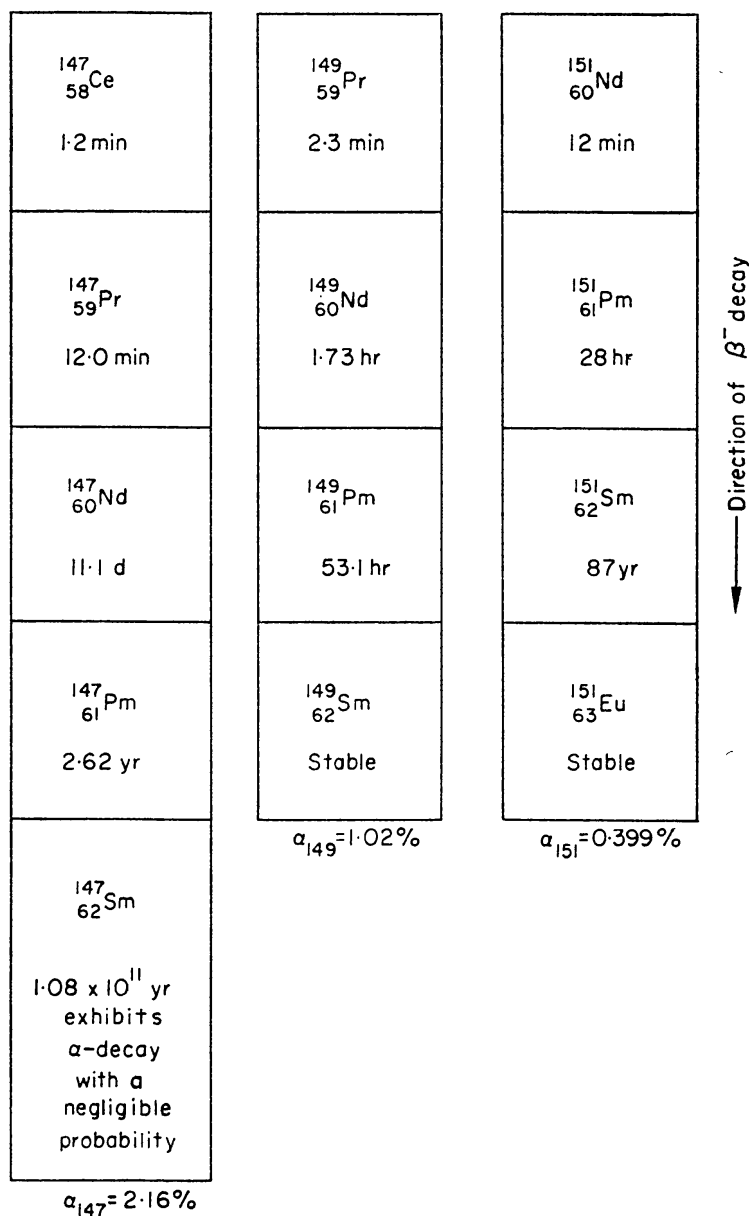 147
58Ce
1·2 min
147
59Pr
12·0 min
147
60Nd
11·1 d
147
61Pm
2·62 yr
147
62Sm
1·08 x 10^11 yr
exhibits
α-decay
with a
negligible
probability
α147 = 2·16%
149
59Pr
2·3 min
149
60Nd
1·73 hr
149
61Pm
53·1 hr
149
62Sm
Stable
α149 = 1·02%
151
60Nd
12 min
151
61Pm
28 hr
151
62Sm
87 yr
151
63Eu
Stable
α151 = 0·399%
Direction of β⁻ decay